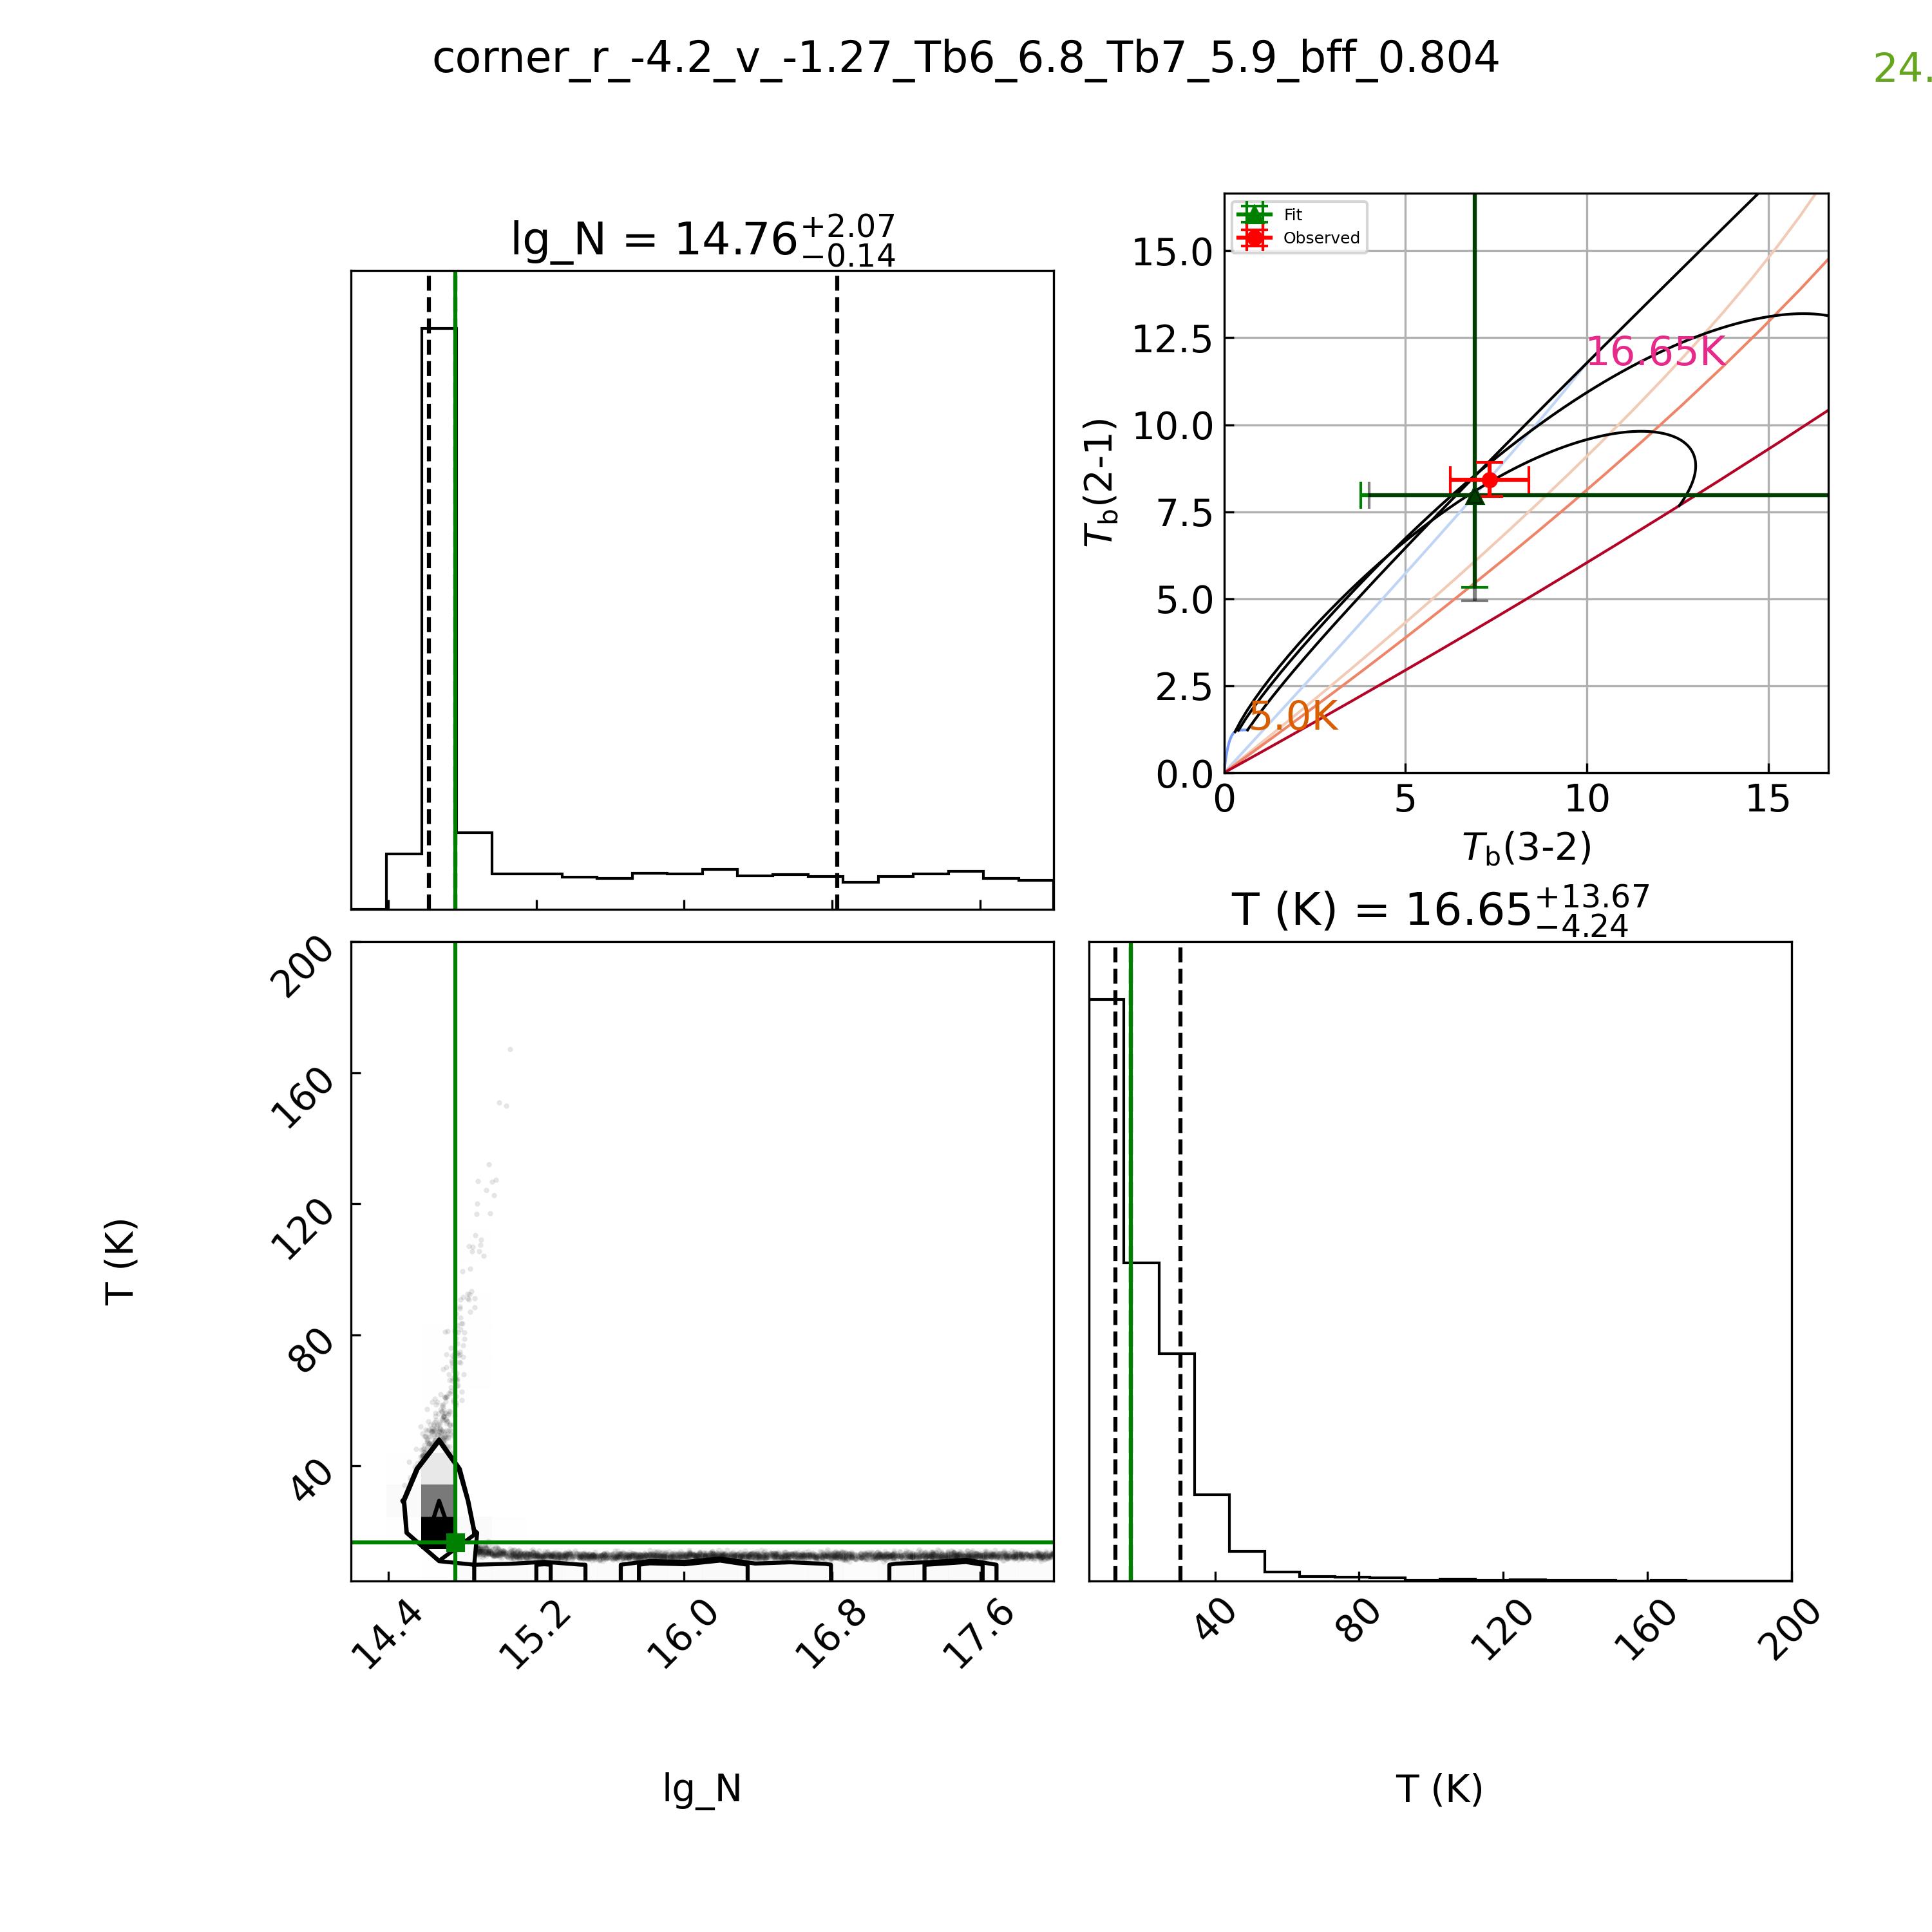 corner_r_-4.2_v_-1.27_Tb6_6.8_Tb7_5.9_bff_0.804
24.
lg_N = 14.76+2.07−0.14
Fit
Observed
15.0
12.5
10.0
7.5
5.0
2.5
0.0
Tb(2-1)
16.65K
5.0K
0 5 10 15
Tb(3-2)
T (K) = 16.65+13.67−4.24
200
160
120
80
40
T (K)
14.4 15.2 16.0 16.8 17.6
40 80 120 160 200
lg_N
T (K)